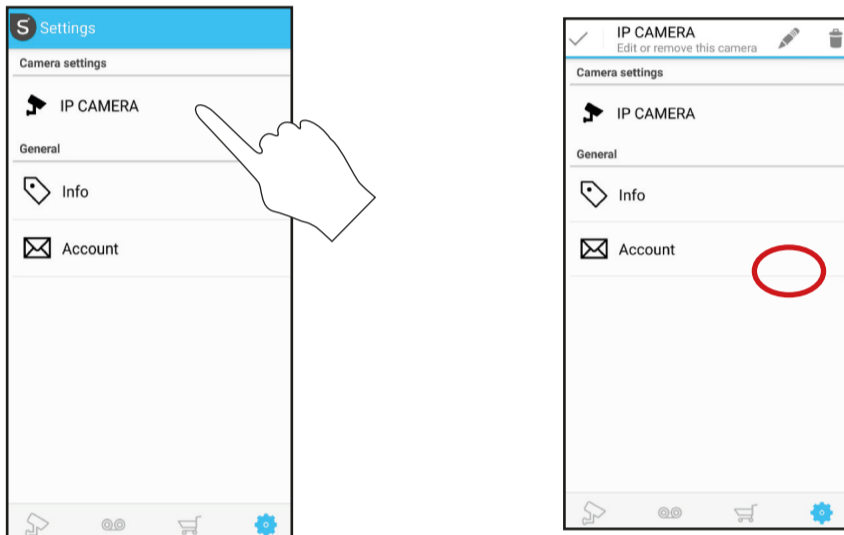 S Settings
Camera settings
IP CAMERA
General
Info
Account
IP CAMERA
Edit or remove this camera
Camera settings
IP CAMERA
General
Info
Account